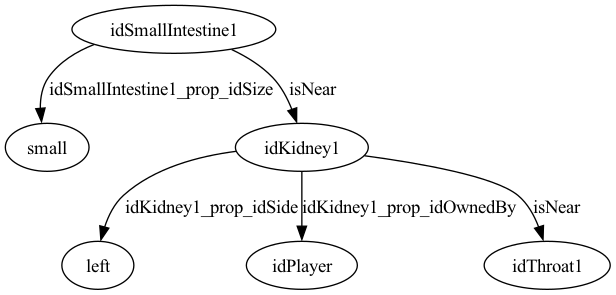 idSmallIntestine1
idSmallIntestine1_prop_idSize
isNear
small
idKidney1
idKidney1_prop_idSide
idKidney1_prop_idOwnedBy
isNear
left
idPlayer
idThroat1